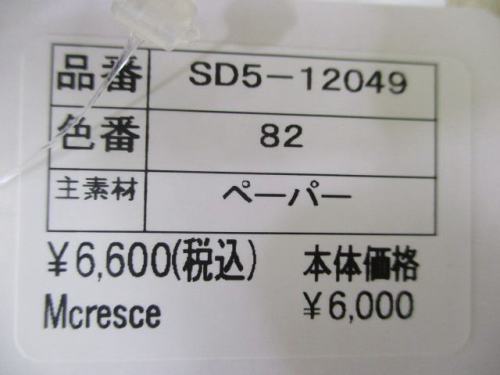 品番 SD5-12049
色番 82
主素材 ペーパー
¥6,600(税込) 本体価格
Mcresce ¥6,000